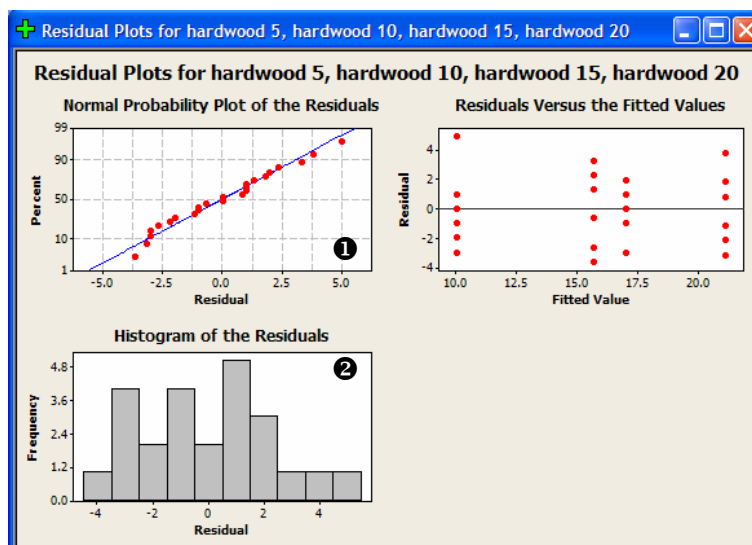 Residual Plots for hardwood 5, hardwood 10, hardwood 15, hardwood 20
Residual Plots for hardwood 5, hardwood 10, hardwood 15, hardwood 20
Normal Probability Plot of the Residuals
99
90
50
10
1
Percent
-5.0 -2.5 0.0 2.5 5.0
Residual
❶
Residuals Versus the Fitted Values
4
2
0
-2
-4
Residual
10.0 12.5 15.0 17.5 20.0
Fitted Value
Histogram of the Residuals
4.8
3.6
2.4
1.2
0.0
Frequency
-4 -2 0 2 4
Residual
❷